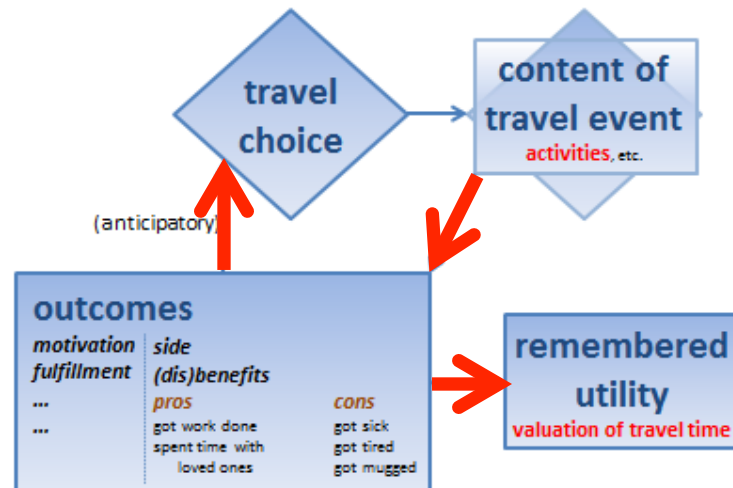 travel
choice
content of
travel event
activities, etc.
(anticipatory)
outcomes
motivation
fulfillment
...
...
side
(dis)benefits
pros
got work done
spent time with
loved ones
cons
got sick
got tired
got mugged
remembered
utility
valuation of travel time